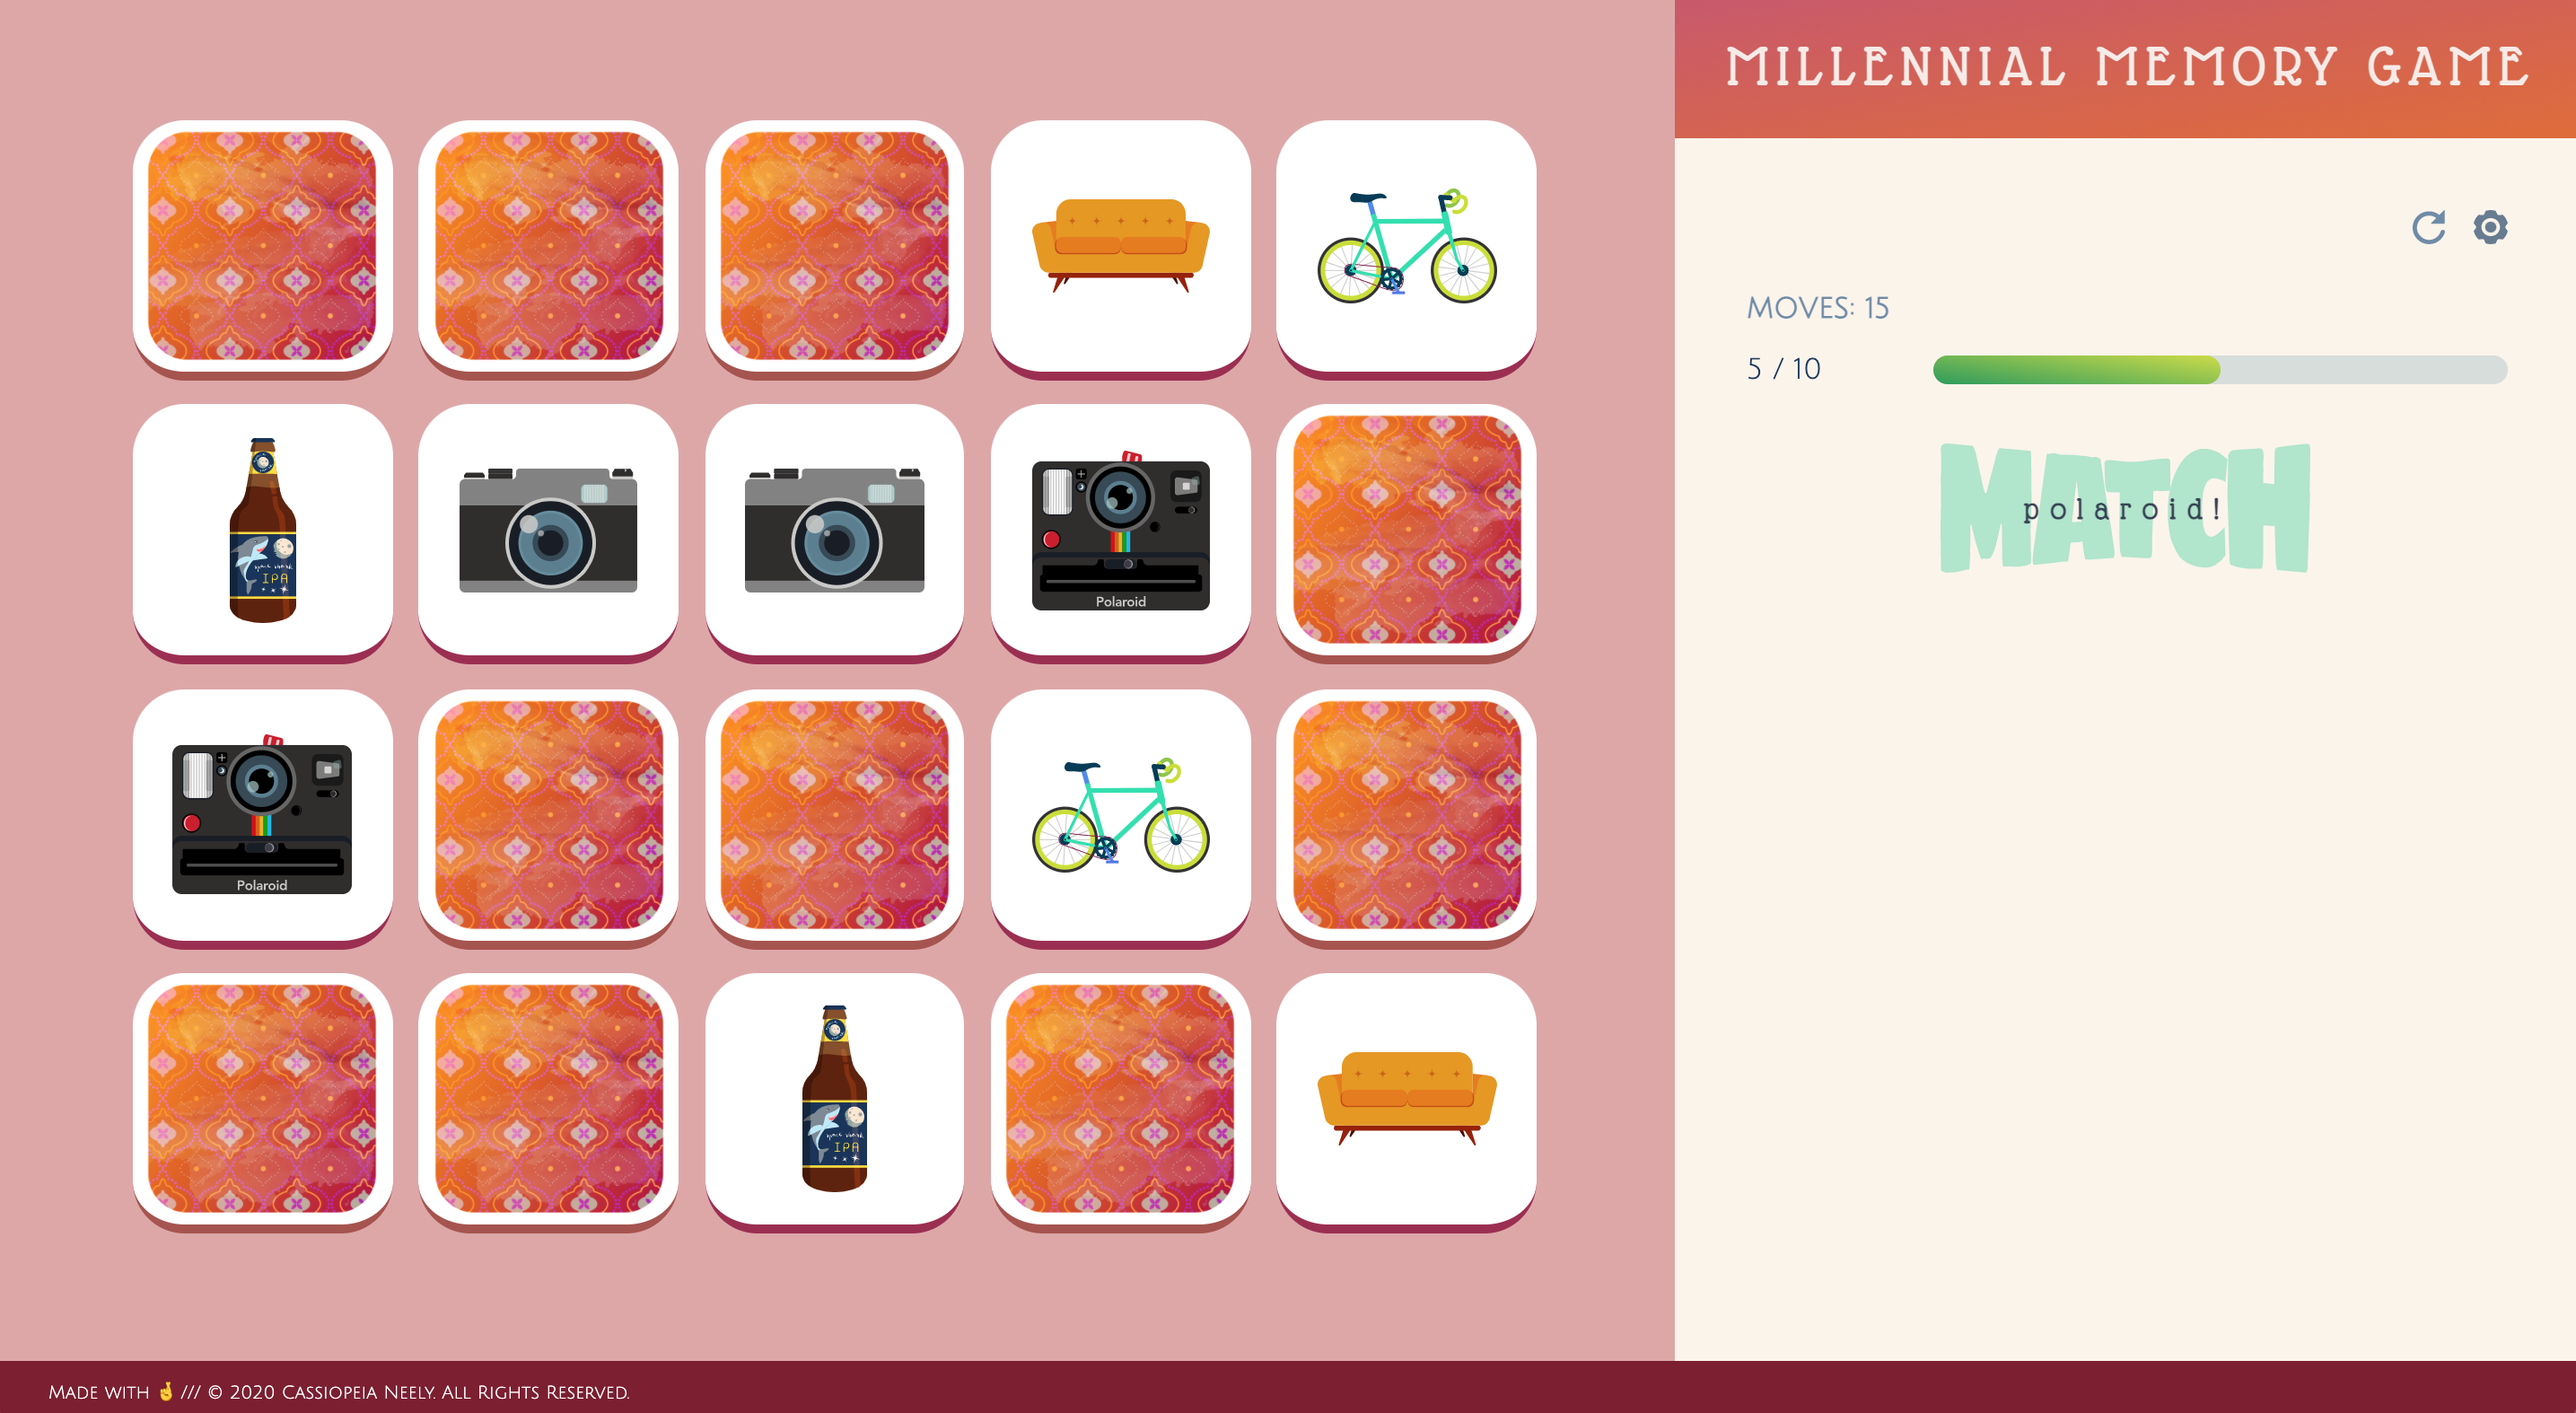 MILLENNIAL MEMORY GAME
MOVES: 15
5 / 10
MATCH
polaroid!
IPA
Polaroid
Polaroid
IPA
MADE WITH 🤞 /// © 2020 CASSIOPEIA NEELY. ALL RIGHTS RESERVED.